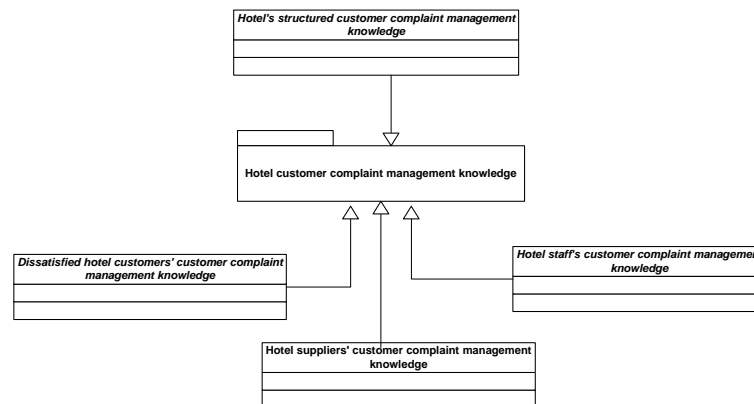 Hotel's structured customer complaint management
knowledge
Hotel customer complaint management knowledge
Dissatisfied hotel customers' customer complaint
management knowledge
Hotel staff's customer complaint management
knowledge
Hotel suppliers' customer complaint management
knowledge